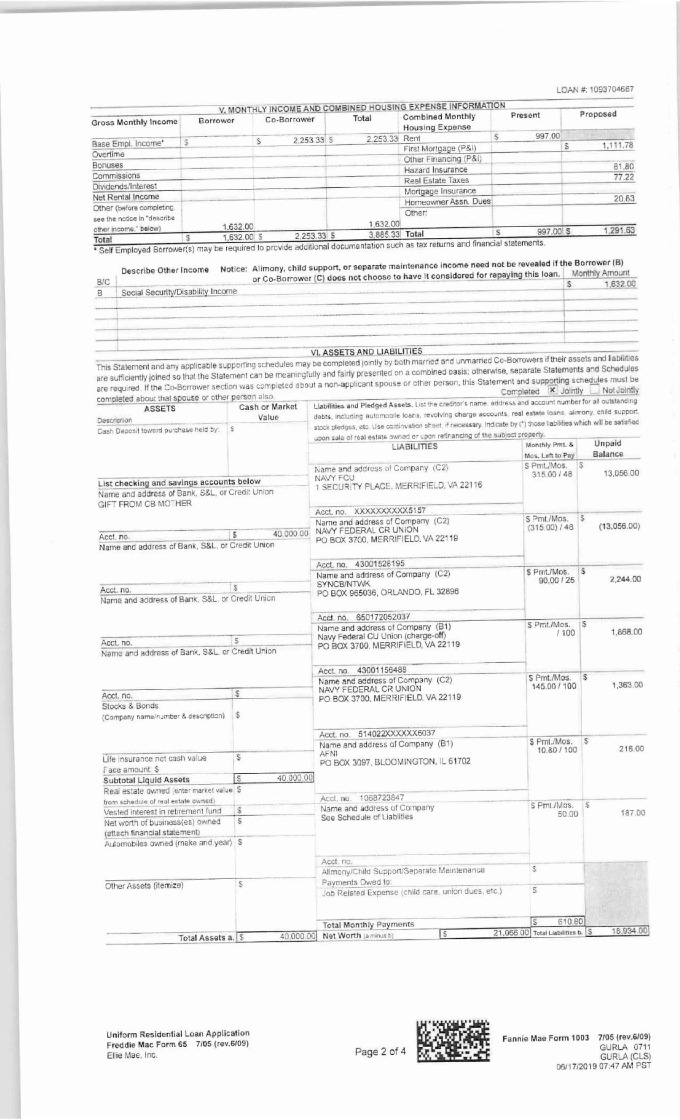 LOAN #: 1093704667
V. MONTHLY INCOME AND COMBINED HOUSING EXPENSE INFORMATION
Gross Monthly Income Borrower Co-Borrower Total Combined Monthly Housing Expense Present Proposed
Base Empl. Income* $ $ 2,253.33 $ 2,253.33 Rent $ 997.00
Overtime First Mortgage (P&I) $ 1,111.78
Bonuses Other Financing (P&I)
Commissions Hazard Insurance 81.80
Dividends/Interest Real Estate Taxes 77.22
Net Rental Income Mortgage Insurance
Other (before completing, Homeowner Assn. Dues 20.83
see the notice in "describe Other:
other income," below) 1,632.00 1,632.00
Total $ 1,632.00 $ 2,253.33 $ 3,885.33 Total $ 997.00 $ 1,291.63
* Self Employed Borrower(s) may be required to provide additional documentation such as tax returns and financial statements.
Describe Other Income Notice: Alimony, child support, or separate maintenance income need not be revealed if the Borrower (B)
or Co-Borrower (C) does not choose to have it considered for repaying this loan.
B/C Monthly Amount
B Social Security/Disability Income $ 1,632.00
VI. ASSETS AND LIABILITIES
This Statement and any applicable supporting schedules may be completed jointly by both married and unmarried Co-Borrowers if their assets and liabilities
are sufficiently joined so that the Statement can be meaningfully and fairly presented on a combined basis; otherwise, separate Statements and Schedules
are required. If the Co-Borrower section was completed about a non-applicant spouse or other person, this Statement and supporting schedules must be
completed about that spouse or other person also. Completed X Jointly Not Jointly
ASSETS Cash or Market Value
Description
Cash Deposit toward purchase held by: $
Liabilities and Pledged Assets. List the creditor's name, address and account number for all outstanding
debts, including automobile loans, revolving charge accounts, real estate loans, alimony, child support,
stock pledges, etc. Use continuation sheet, if necessary. Indicate by (*) those liabilities which will be satisfied
upon sale of real estate owned or upon refinancing of the subject property.
LIABILITIES Monthly Pmt. & Mos. Left to Pay Unpaid Balance
List checking and savings accounts below
Name and address of Bank, S&L, or Credit Union
GIFT FROM CB MOTHER
Acct. no. $ 40,000.00
Name and address of Bank, S&L, or Credit Union
Acct. no. $
Name and address of Bank, S&L, or Credit Union
Acct. no. $
Name and address of Bank, S&L, or Credit Union
Acct. no. $
Stocks & Bonds
(Company name/number & description) $
Life insurance net cash value $
Face amount: $
Subtotal Liquid Assets $ 40,000.00
Real estate owned (enter market value $
from schedule of real estate owned)
Vested interest in retirement fund $
Net worth of business(es) owned $
(attach financial statement)
Automobiles owned (make and year) $
Other Assets (itemize) $
Total Assets a. $ 40,000.00
Name and address of Company (C2) $ Pmt./Mos. $
NAVY FCU 315.00 / 48 13,056.00
1 SECURITY PLACE, MERRIFIELD, VA 22116
Acct. no. XXXXXXXXXX5157
Name and address of Company (C2) $ Pmt./Mos. $
NAVY FEDERAL CR UNION (315.00) / 48 (13,056.00)
PO BOX 3700, MERRIFIELD, VA 22119
Acct. no. 43001526195
Name and address of Company (C2) $ Pmt./Mos. $
SYNCB/NTWK 90.00 / 25 2,244.00
PO BOX 965036, ORLANDO, FL 32896
Acct. no. 650172052037
Name and address of Company (B1) $ Pmt./Mos. $
Navy Federal CU Union (charge-off) / 100 1,868.00
PO BOX 3700, MERRIFIELD, VA 22119
Acct. no. 43001156488
Name and address of Company (C2) $ Pmt./Mos. $
NAVY FEDERAL CR UNION 145.00 / 100 1,363.00
PO BOX 3700, MERRIFIELD, VA 22119
Acct. no. 514022XXXXXX6037
Name and address of Company (B1) $ Pmt./Mos. $
AFNI 10.80 / 100 216.00
PO BOX 3097, BLOOMINGTON, IL 61702
Acct. no. 1068723847
Name and address of Company $ Pmt./Mos. $
See Schedule of Liabilities 50.00 187.00
Acct. no.
Alimony/Child Support/Separate Maintenance $
Payments Owed to:
Job Related Expense (child care, union dues, etc.) $
Total Monthly Payments $ 610.80
Net Worth (a minus b) $ 21,066.00 Total Liabilities b. $ 18,934.00
Uniform Residential Loan Application
Freddie Mac Form 65 7/05 (rev.6/09)
Ellie Mae, Inc.
Page 2 of 4
Fannie Mae Form 1003 7/05 (rev.6/09)
GURLA 0711
GURLA (CLS)
06/17/2019 07:47 AM PST